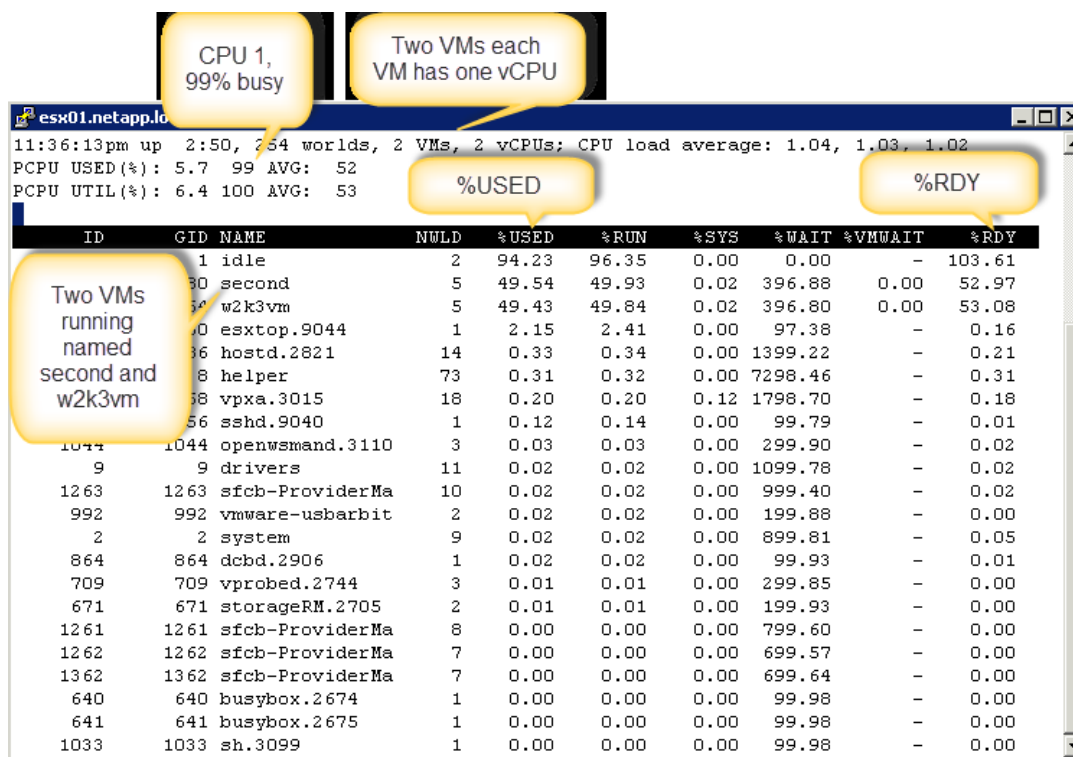 CPU 1,
99% busy
Two VMs each
VM has one vCPU
esx01.netapp.lo
11:36:13pm up 2:50, 254 worlds, 2 VMs, 2 vCPUs; CPU load average: 1.04, 1.03, 1.02
PCPU USED(%): 5.7 99 AVG: 52
PCPU UTIL(%): 6.4 100 AVG: 53
%USED
%RDY
ID GID NAME NWLD %USED %RUN %SYS %WAIT %VMWAIT %RDY
1 idle 2 94.23 96.35 0.00 0.00 - 103.61
80 second 5 49.54 49.93 0.02 396.88 0.00 52.97
64 w2k3vm 5 49.43 49.84 0.02 396.80 0.00 53.08
0 esxtop.9044 1 2.15 2.41 0.00 97.38 - 0.16
36 hostd.2821 14 0.33 0.34 0.00 1399.22 - 0.21
8 helper 73 0.31 0.32 0.00 7298.46 - 0.31
58 vpxa.3015 18 0.20 0.20 0.12 1798.70 - 0.18
56 sshd.9040 1 0.12 0.14 0.00 99.79 - 0.01
Two VMs
running
named
second and
w2k3vm
1044 1044 openwsmand.3110 3 0.03 0.03 0.00 299.90 - 0.02
9 9 drivers 11 0.02 0.02 0.00 1099.78 - 0.02
1263 1263 sfcb-ProviderMa 10 0.02 0.02 0.00 999.40 - 0.02
992 992 vmware-usbarbit 2 0.02 0.02 0.00 199.88 - 0.00
2 2 system 9 0.02 0.02 0.00 899.81 - 0.05
864 864 dcbd.2906 1 0.02 0.02 0.00 99.93 - 0.01
709 709 vprobed.2744 3 0.01 0.01 0.00 299.85 - 0.00
671 671 storageRM.2705 2 0.01 0.01 0.00 199.93 - 0.00
1261 1261 sfcb-ProviderMa 8 0.00 0.00 0.00 799.60 - 0.00
1262 1262 sfcb-ProviderMa 7 0.00 0.00 0.00 699.57 - 0.00
1362 1362 sfcb-ProviderMa 7 0.00 0.00 0.00 699.64 - 0.00
640 640 busybox.2674 1 0.00 0.00 0.00 99.98 - 0.00
641 641 busybox.2675 1 0.00 0.00 0.00 99.98 - 0.00
1033 1033 sh.3099 1 0.00 0.00 0.00 99.98 - 0.00